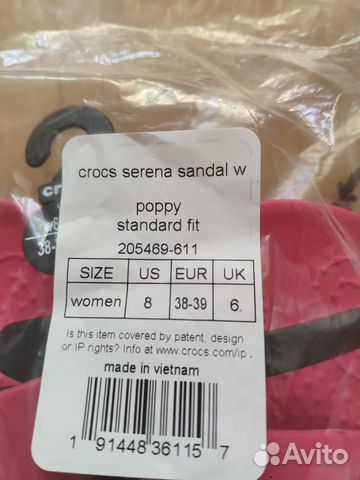 crocs serena sandal w
poppy
standard fit
205469-611
SIZE US EUR UK
women 8 38-39 6
Is this item covered by patent, design
or IP rights? Info at www.crocs.com/ip.
made in vietnam
1 91448 36115 7
Avito